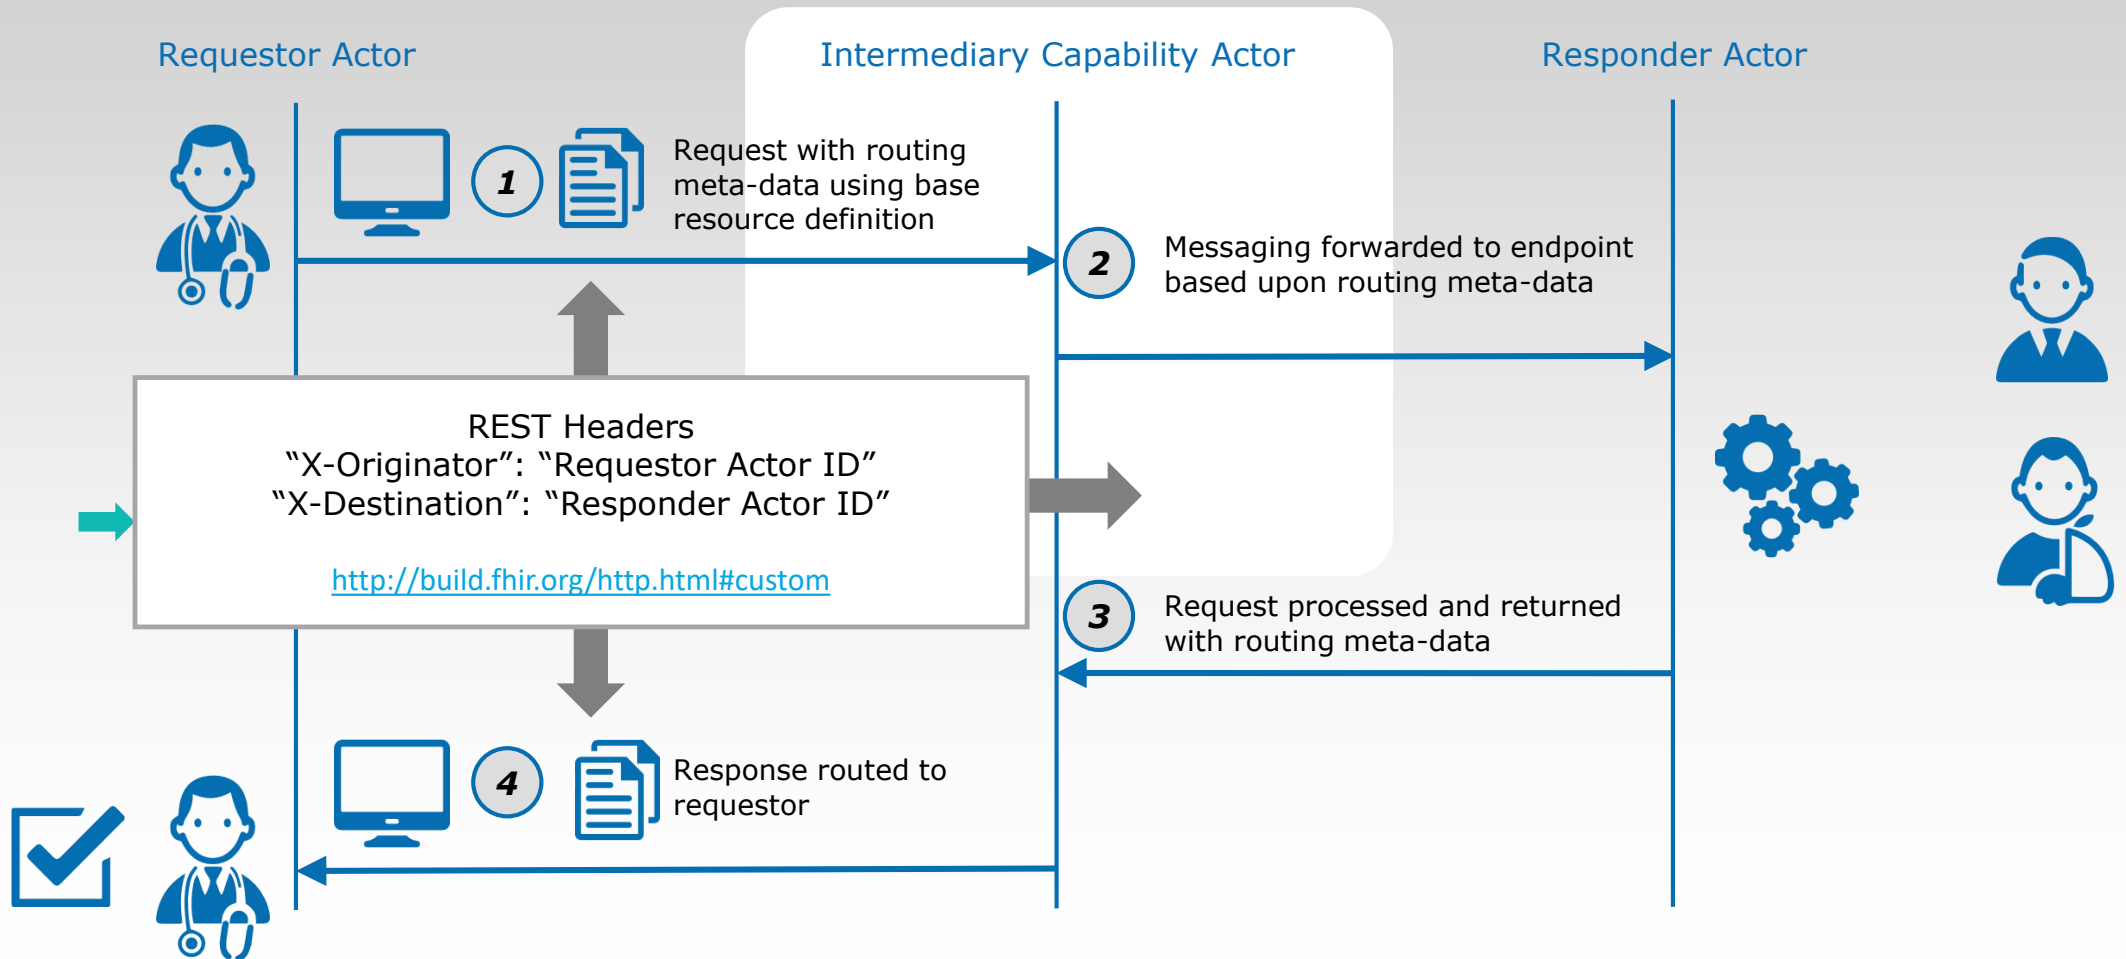 Requestor Actor
Intermediary Capability Actor
Responder Actor
1
Request with routing
meta-data using base
resource definition
2
Messaging forwarded to endpoint
based upon routing meta-data
REST Headers
“X-Originator”: “Requestor Actor ID”
“X-Destination”: “Responder Actor ID”
http://build.fhir.org/http.html#custom
3
Request processed and returned
with routing meta-data
4
Response routed to
requestor